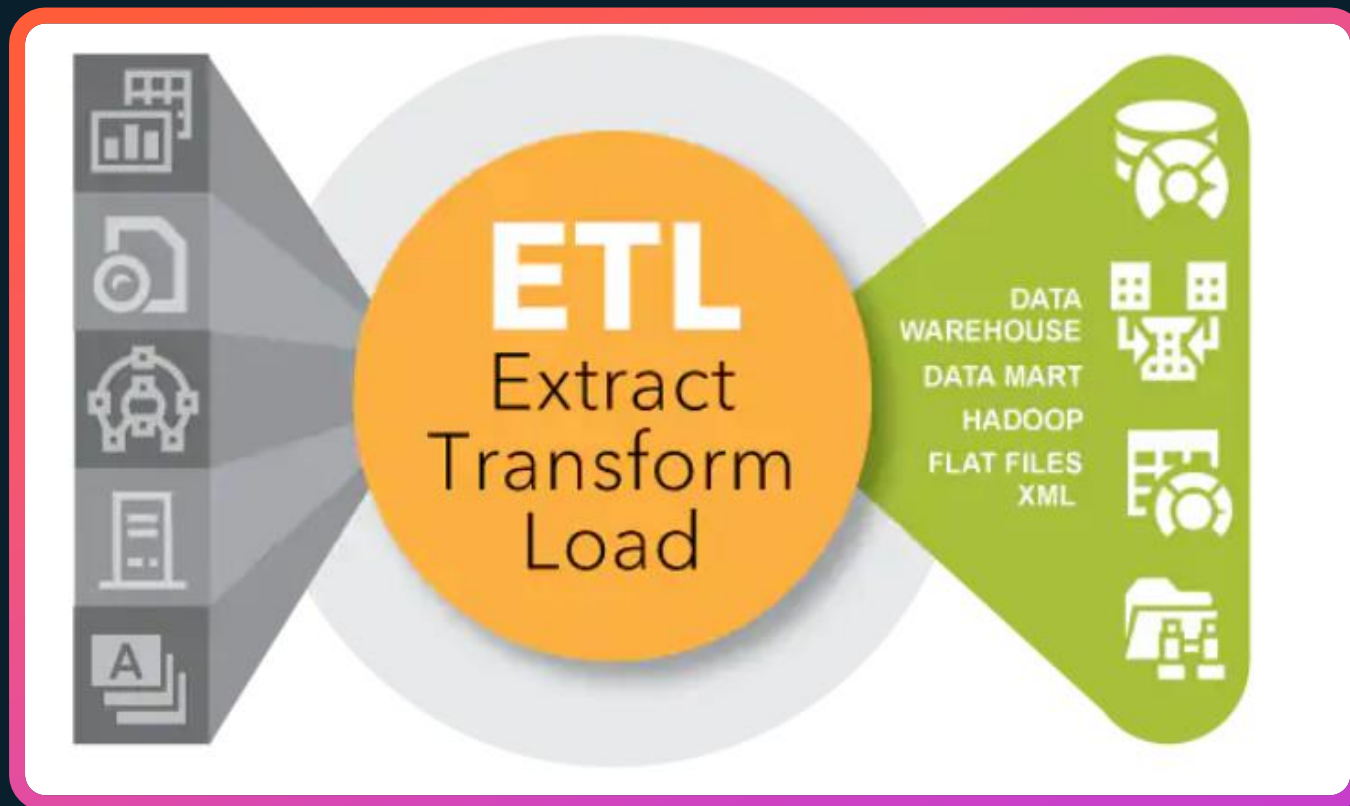 ETL
Extract
Transform
Load
DATA
WAREHOUSE
DATA MART
HADOOP
FLAT FILES
XML
A